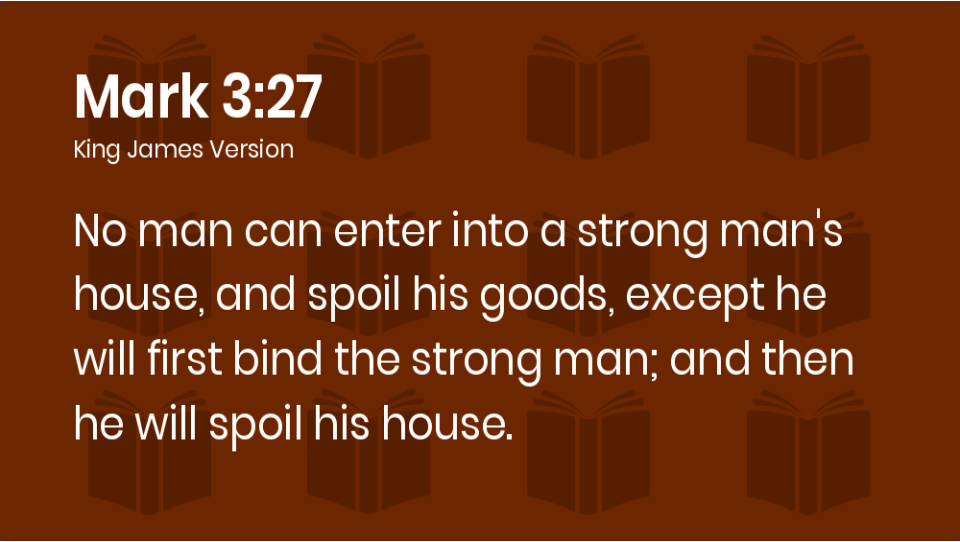 Mark 3:27
King James Version
No man can enter into a strong man's
house, and spoil his goods, except he
will first bind the strong man; and then
he will spoil his house.